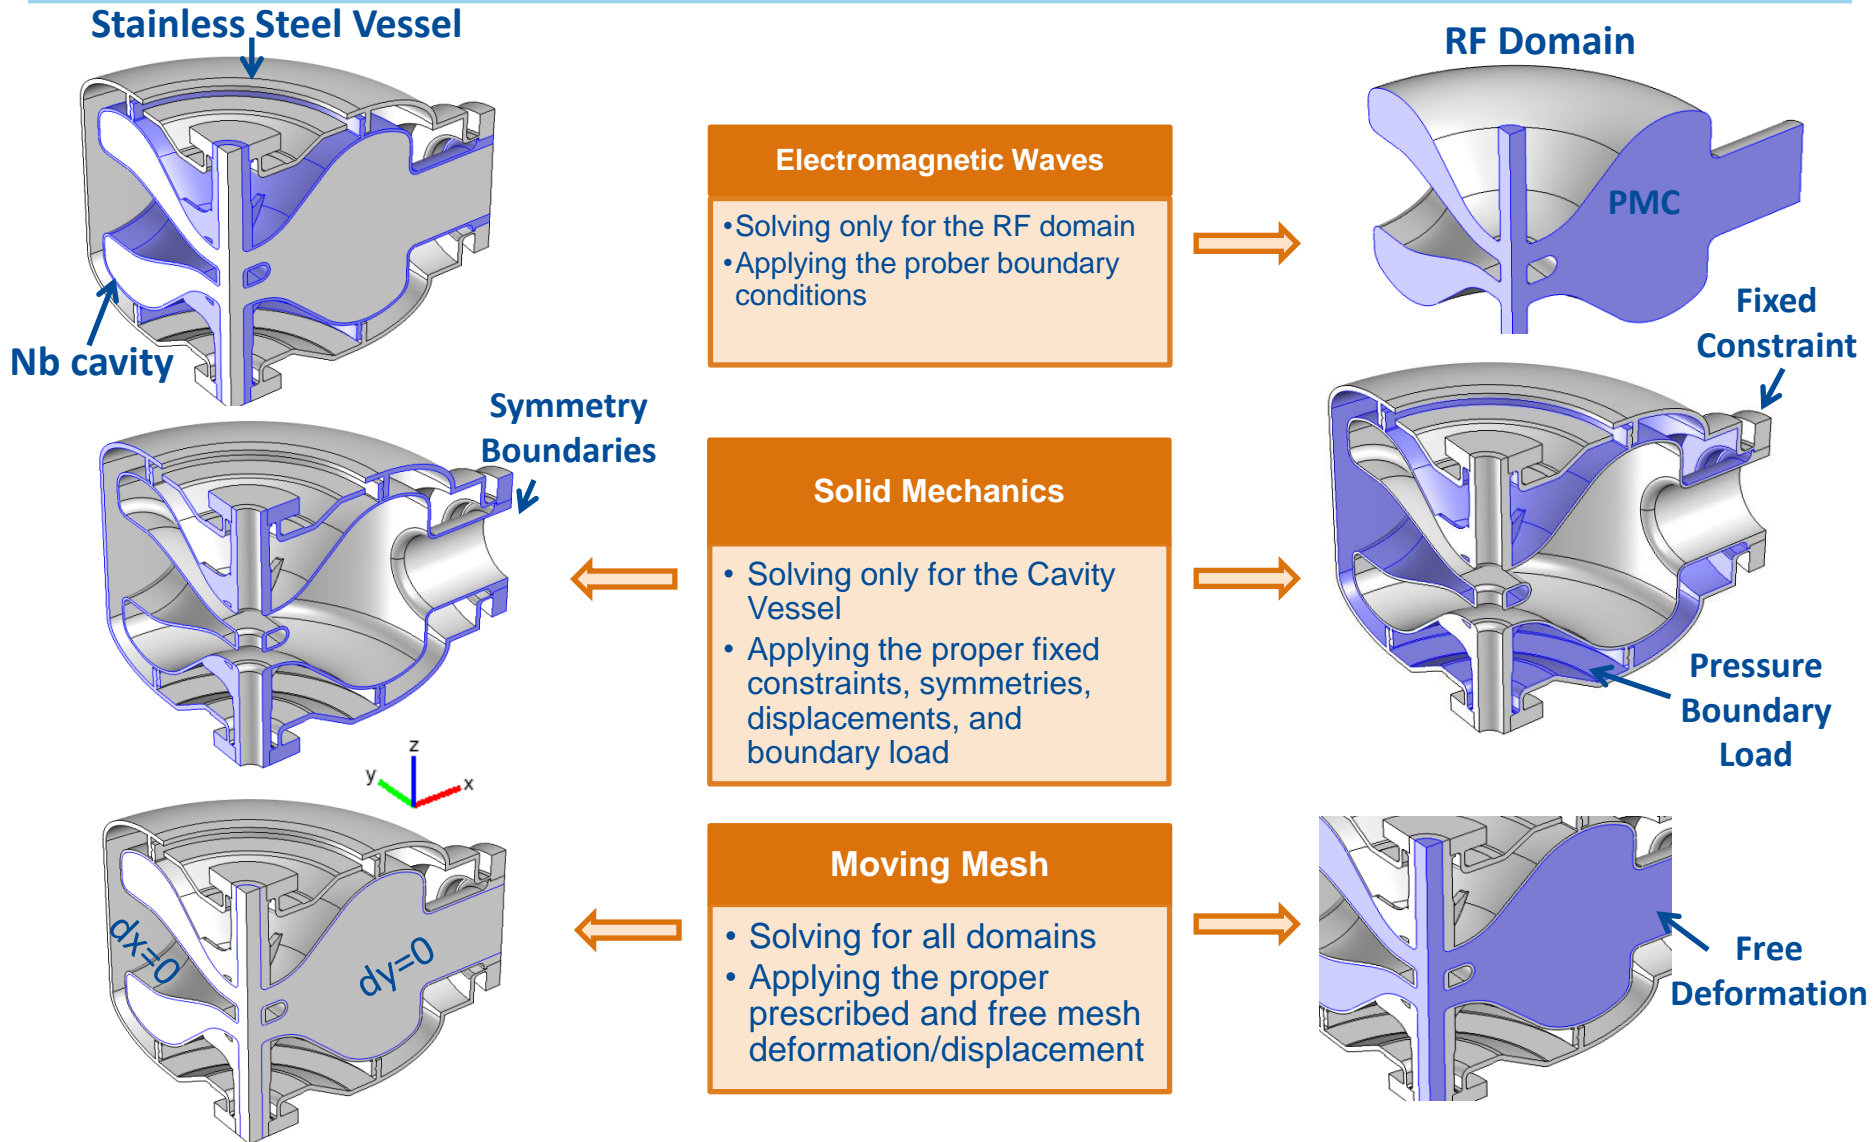 Stainless Steel Vessel
RF Domain
Electromagnetic Waves
•Solving only for the RF domain
•Applying the prober boundary
conditions
PMC
Nb cavity
Fixed
Constraint
Symmetry
Boundaries
Solid Mechanics
• Solving only for the Cavity
Vessel
• Applying the proper fixed
constraints, symmetries,
displacements, and
boundary load
Pressure
Boundary
Load
z
y
x
Moving Mesh
• Solving for all domains
• Applying the proper
prescribed and free mesh
deformation/displacement
dx=0
dy=0
Free
Deformation